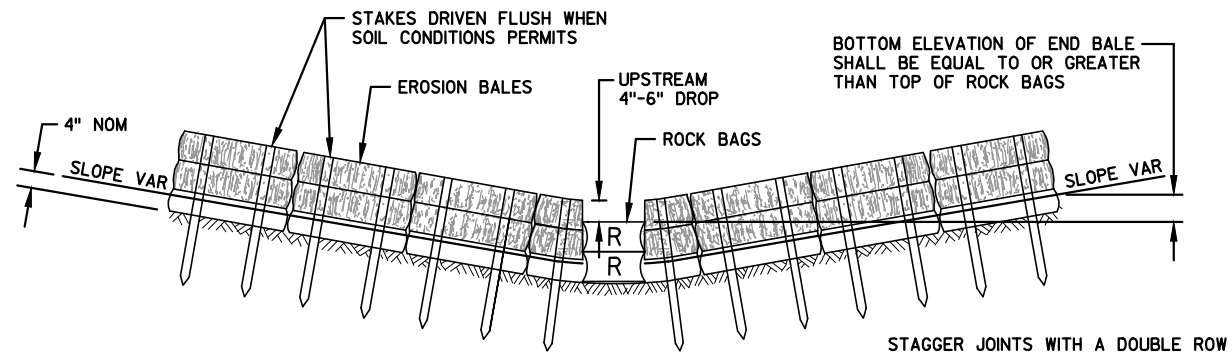 STAKES DRIVEN FLUSH WHEN
SOIL CONDITIONS PERMITS
EROSION BALES
UPSTREAM
4"-6" DROP
ROCK BAGS
BOTTOM ELEVATION OF END BALE
SHALL BE EQUAL TO OR GREATER
THAN TOP OF ROCK BAGS
4" NOM
SLOPE VAR
SLOPE VAR
R
R
STAGGER JOINTS WITH A DOUBLE ROW